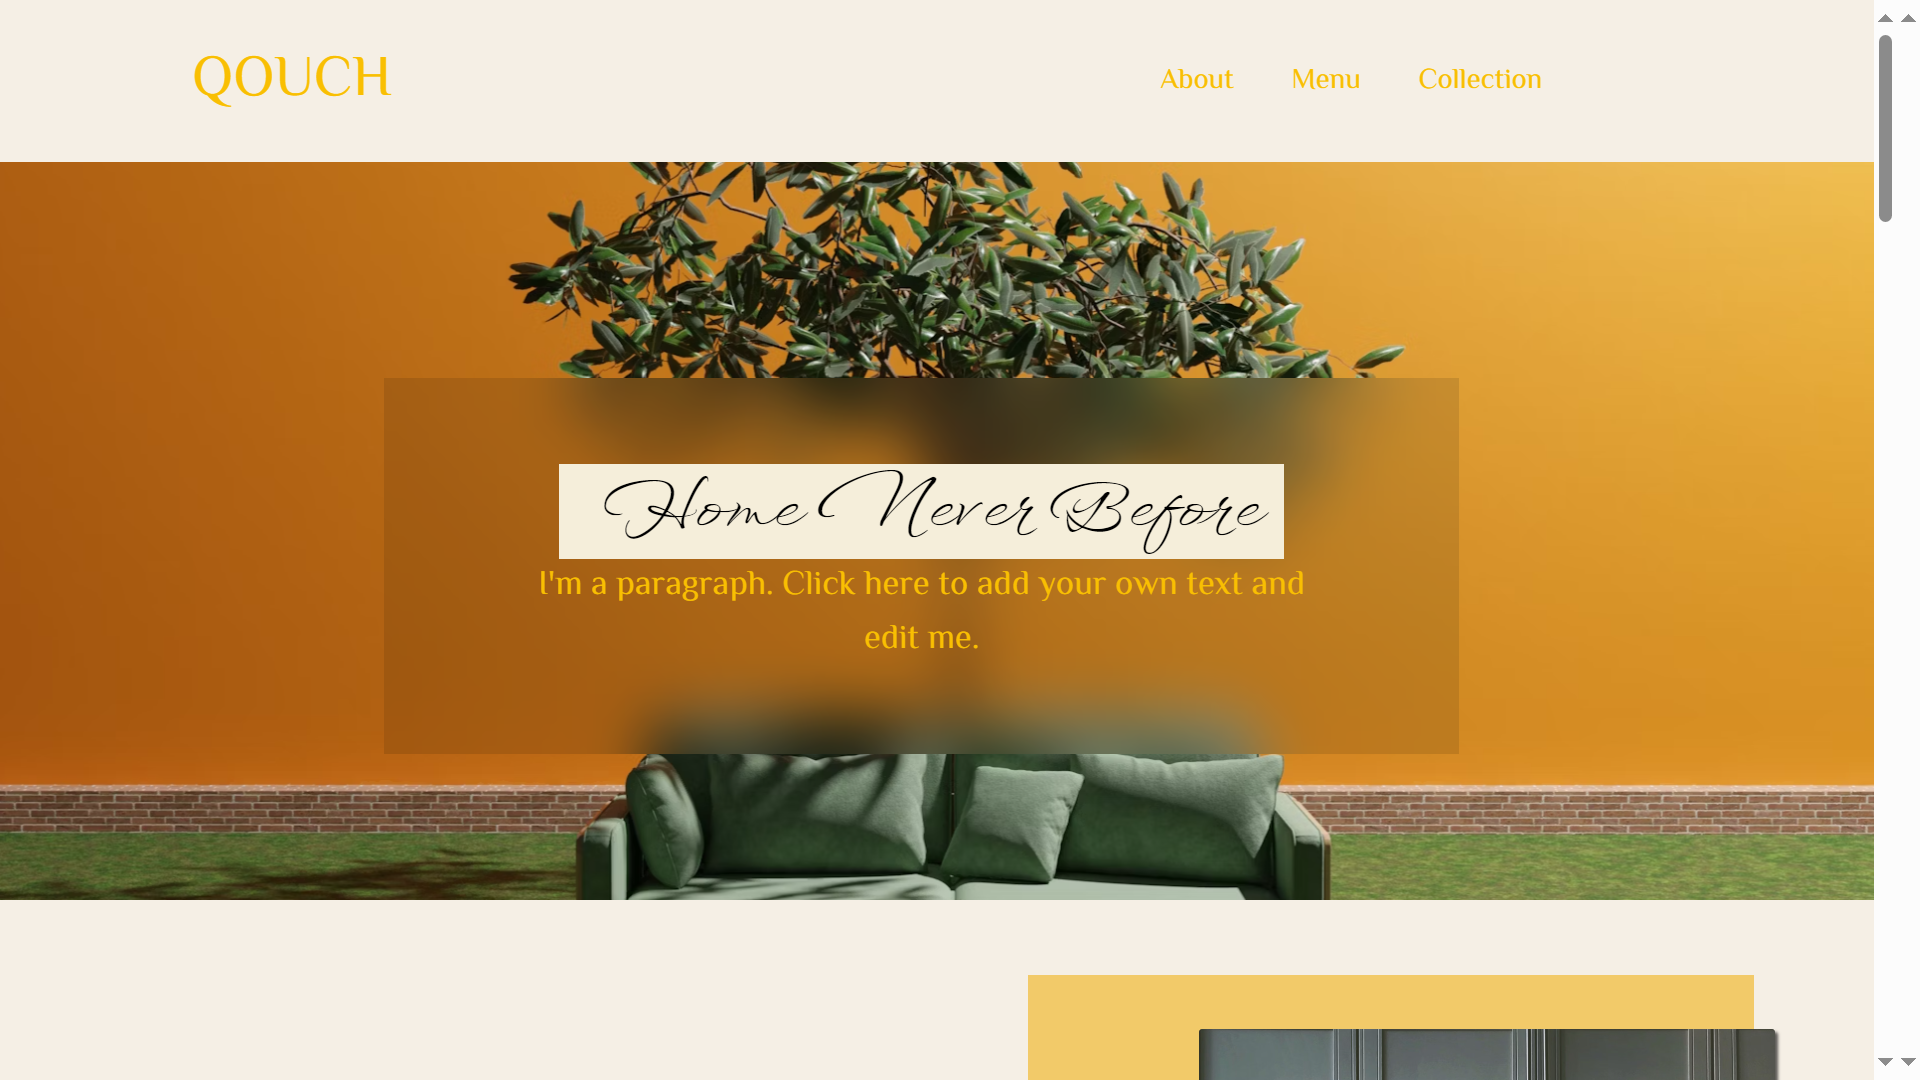 QOUCH
About Menu Collection
Home Never Before
I'm a paragraph. Click here to add your own text and
edit me.